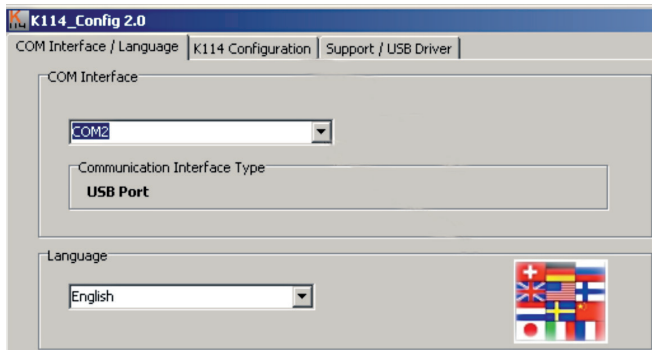 K114 K114_Config 2.0
COM Interface / Language K114 Configuration Support / USB Driver
COM Interface
COM2
Communication Interface Type
USB Port
Language
English